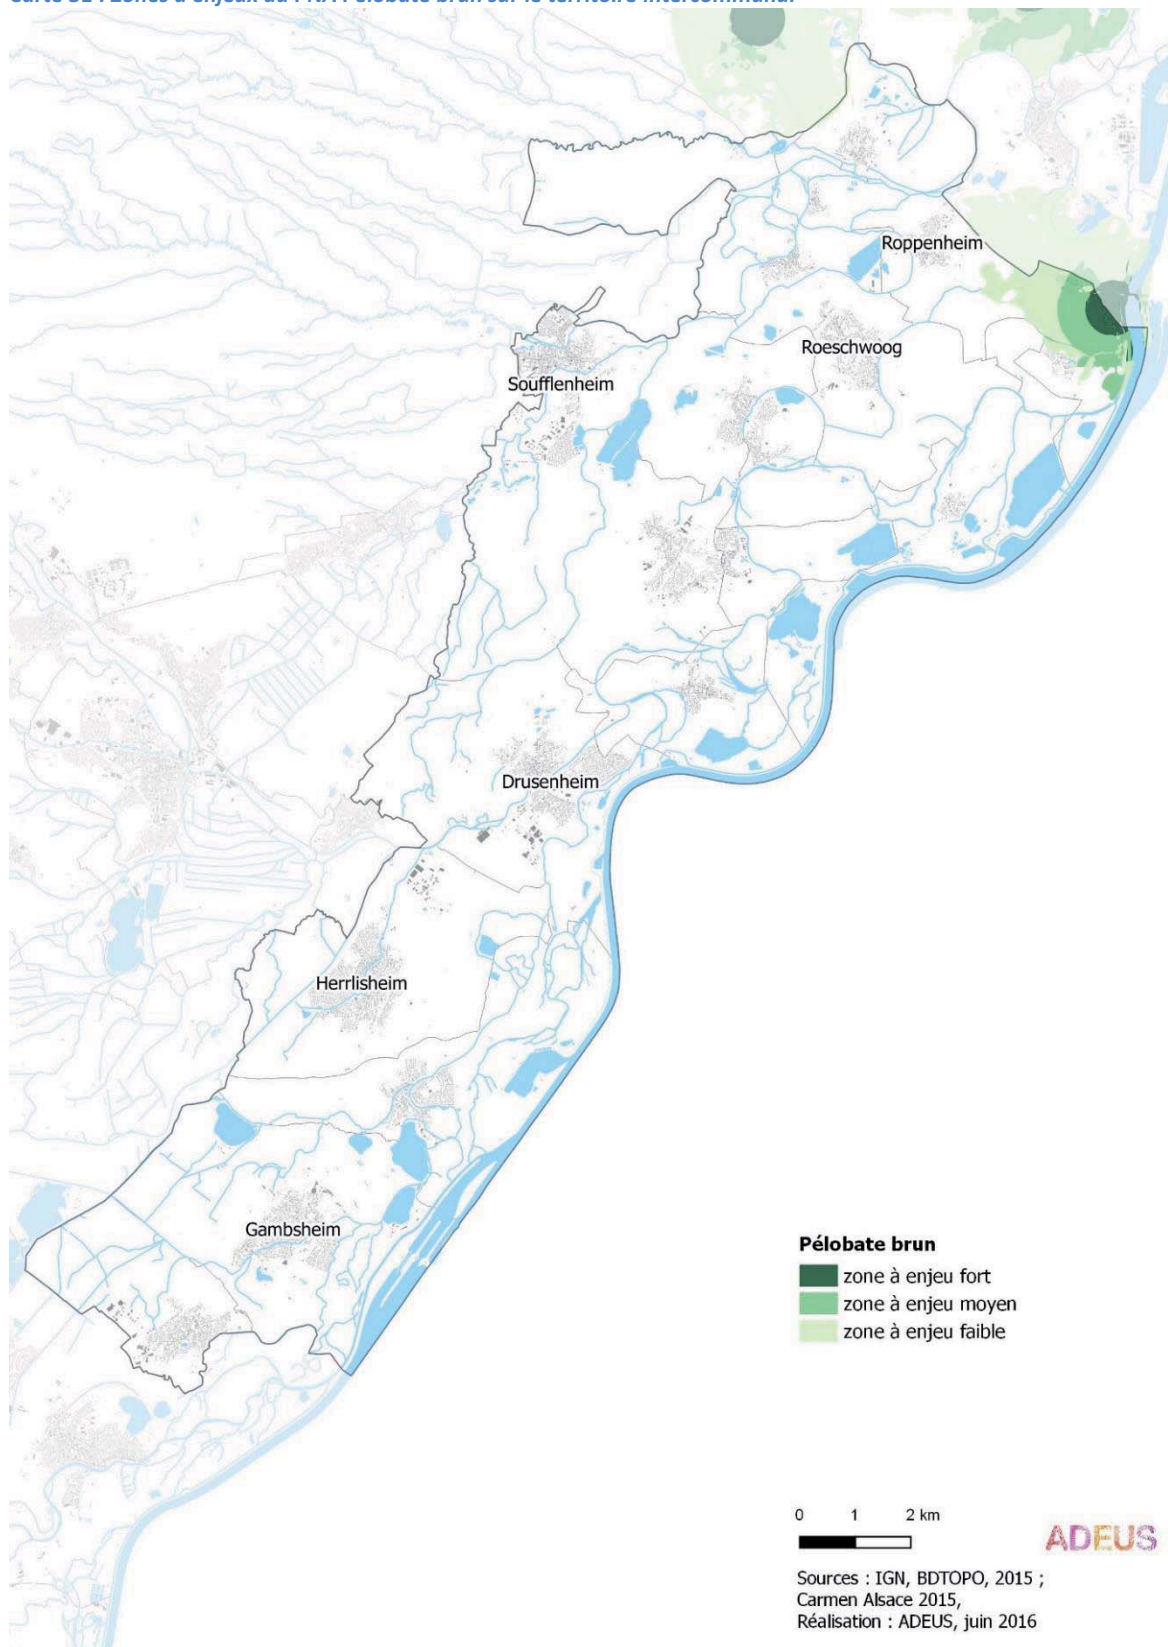 Roppenheim
Roeschwoog
Soufflenheim
Drusenheim
Herrlisheim
Gambsheim
Pélobate brun
zone à enjeu fort
zone à enjeu moyen
zone à enjeu faible
0 1 2 km
ADEUS
Sources : IGN, BDTOPO, 2015 ;
Carmen Alsace 2015,
Réalisation : ADEUS, juin 2016